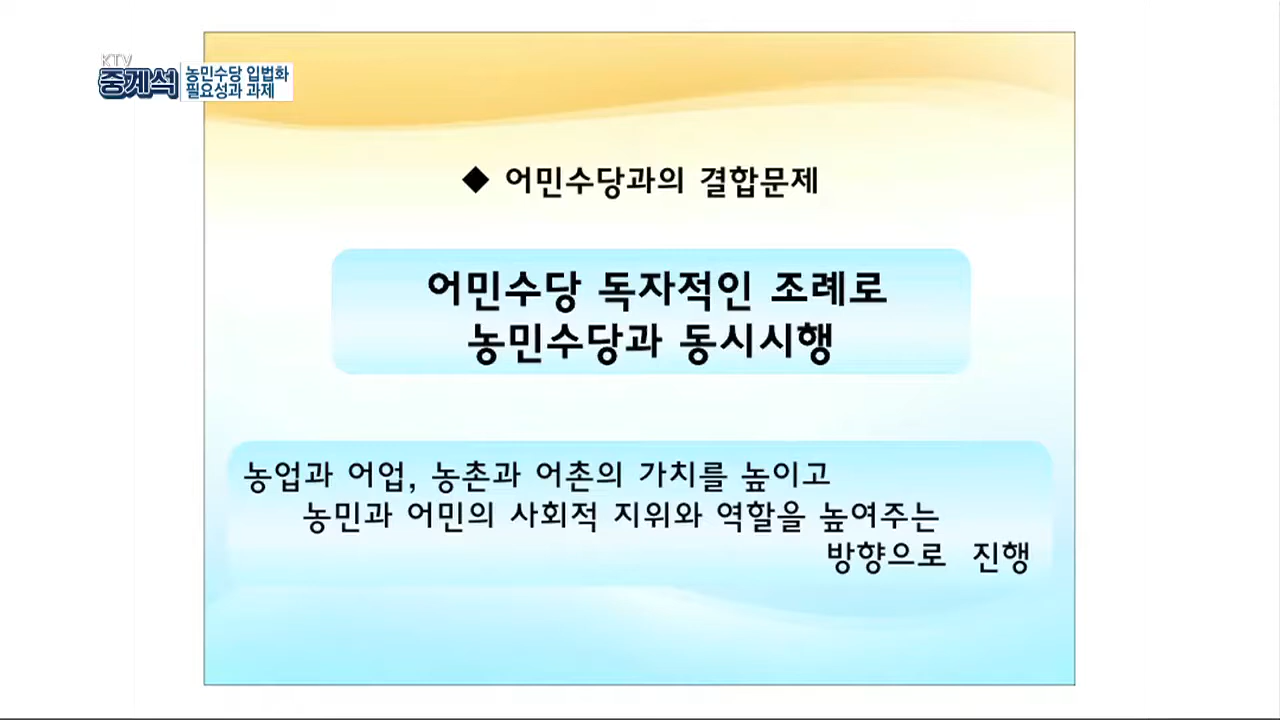 KTV
중계석
농민수당 입법화
필요성과 과제
◆ 어민수당과의 결합문제
어민수당 독자적인 조례로
농민수당과 동시시행
농업과 어업, 농촌과 어촌의 가치를 높이고
농민과 어민의 사회적 지위와 역할을 높여주는
방향으로 진행